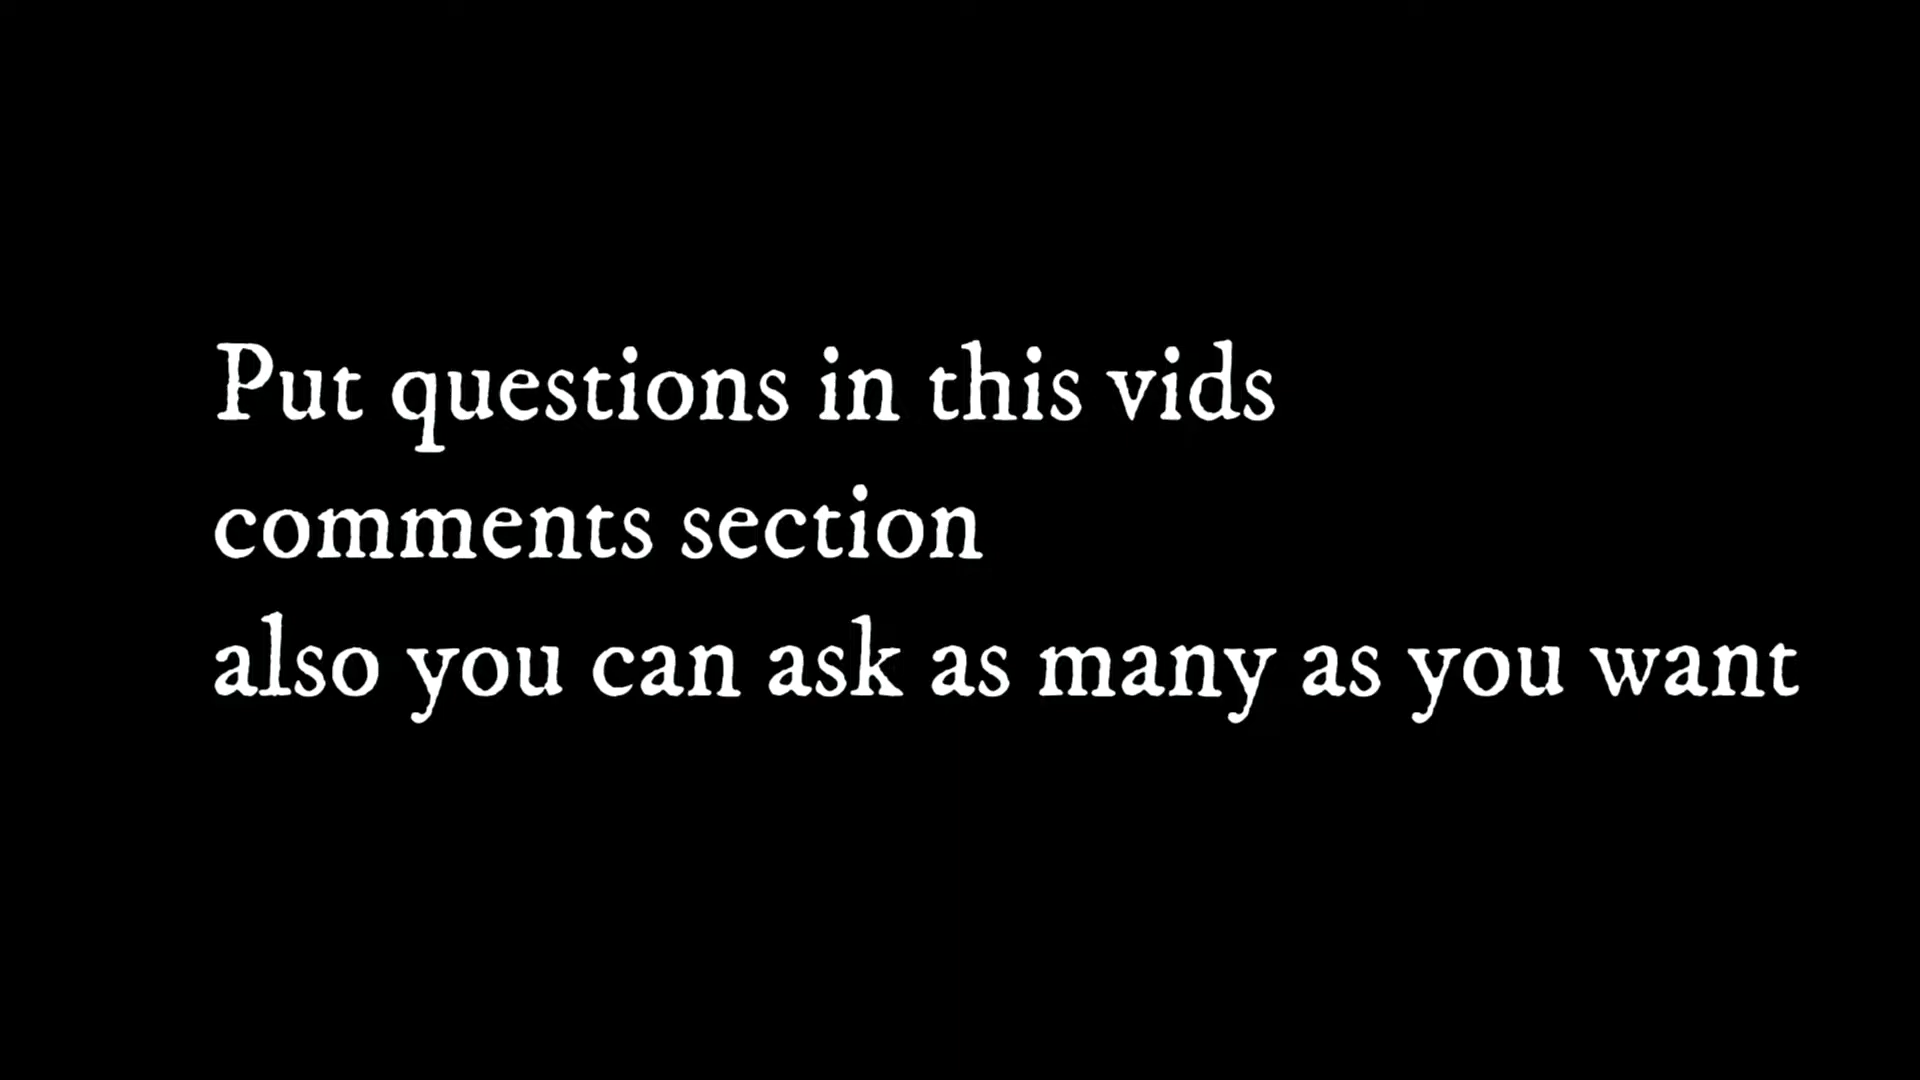 Put questions in this vids
comments section
also you can ask as many as you want